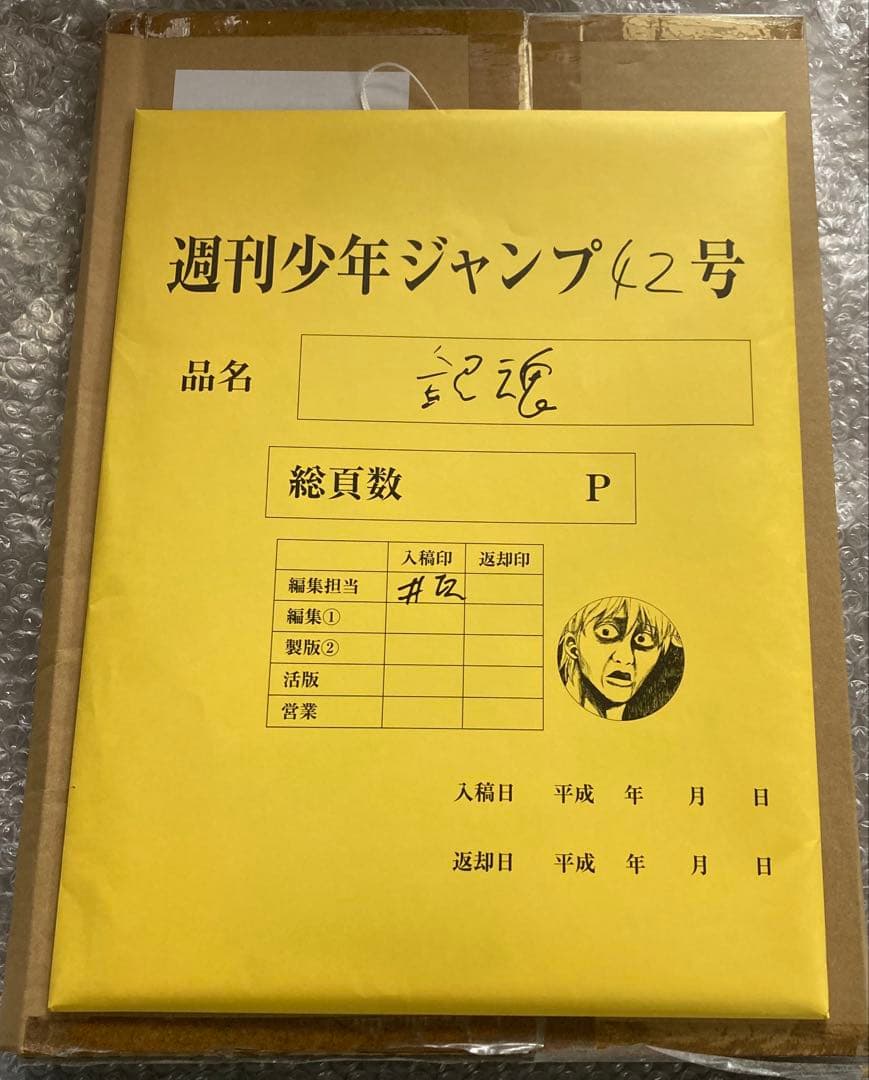 週刊少年ジャンプ42号
品名 銀魂
総頁数 P
入稿印 返却印
編集担当
編集①
製版②
活版
営業
入稿日 平成 年 月 日
返却日 平成 年 月 日